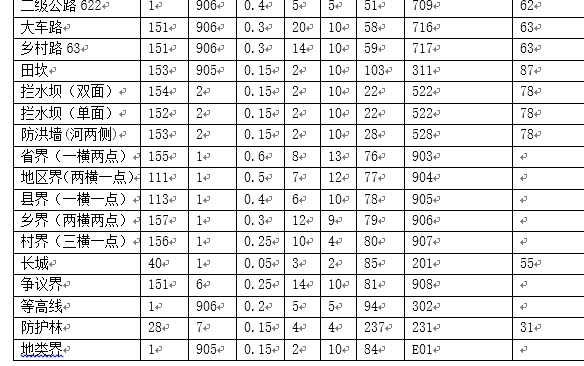 二级公路 622 1 906 0.4 5 5 51 709 62
大车路 151 906 0.3 20 10 58 716 63
乡村路 63 151 906 0.3 14 10 59 717 63
田坎 153 905 0.15 2 10 103 311 87
拦水坝（双面） 154 2 0.15 2 10 22 522 78
拦水坝（单面） 152 2 0.15 2 10 22 522 78
防洪墙(河两侧) 153 2 0.15 2 10 28 528 78
省界（一横两点） 155 1 0.6 8 13 76 903
地区界(两横一点) 111 1 0.5 7 12 77 904
县界（一横一点） 113 1 0.4 6 10 78 905
乡界（两横两点） 157 1 0.3 12 9 79 906
村界（三横一点） 156 1 0.25 10 4 80 907
长城 40 1 0.05 3 2 85 201 55
争议界 151 6 0.25 14 10 81 908
等高线 1 906 0.2 5 5 94 302
防护林 28 7 0.15 4 4 237 231 31
地类界 1 905 0.15 2 10 84 E01